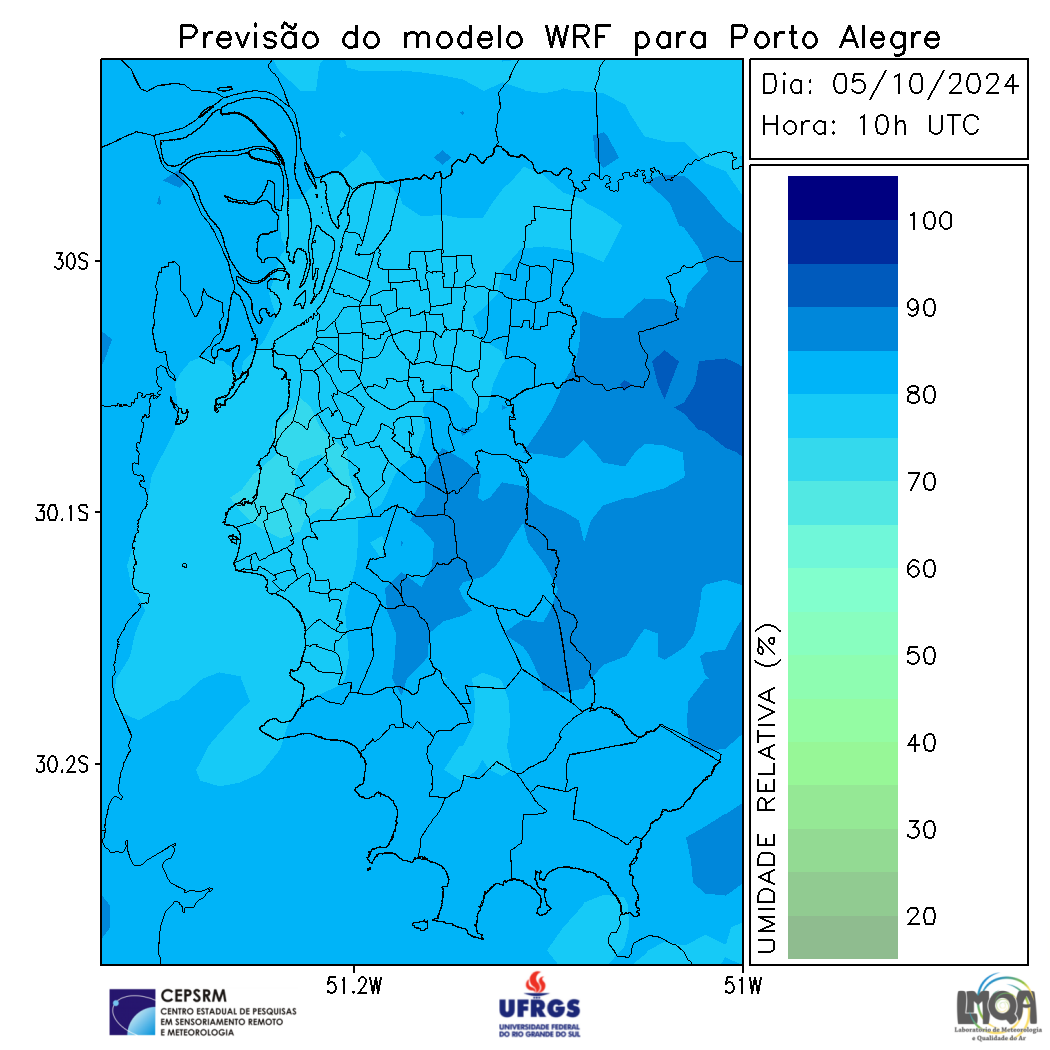 Previsão do modelo WRF para Porto Alegre
Dia: 05/10/2024
Hora: 10h UTC
30S
30.1S
30.2S
51.2W
51W
100
90
80
70
60
50
40
30
20
UMIDADE RELATIVA (%)
CEPSRM
CENTRO ESTADUAL DE PESQUISAS
EM SENSORIAMENTO REMOTO
E METEOROLOGIA
UFRGS
UNIVERSIDADE FEDERAL
DO RIO GRANDE DO SUL
LMQA
Laboratório de Meteorologia
e Qualidade do Ar